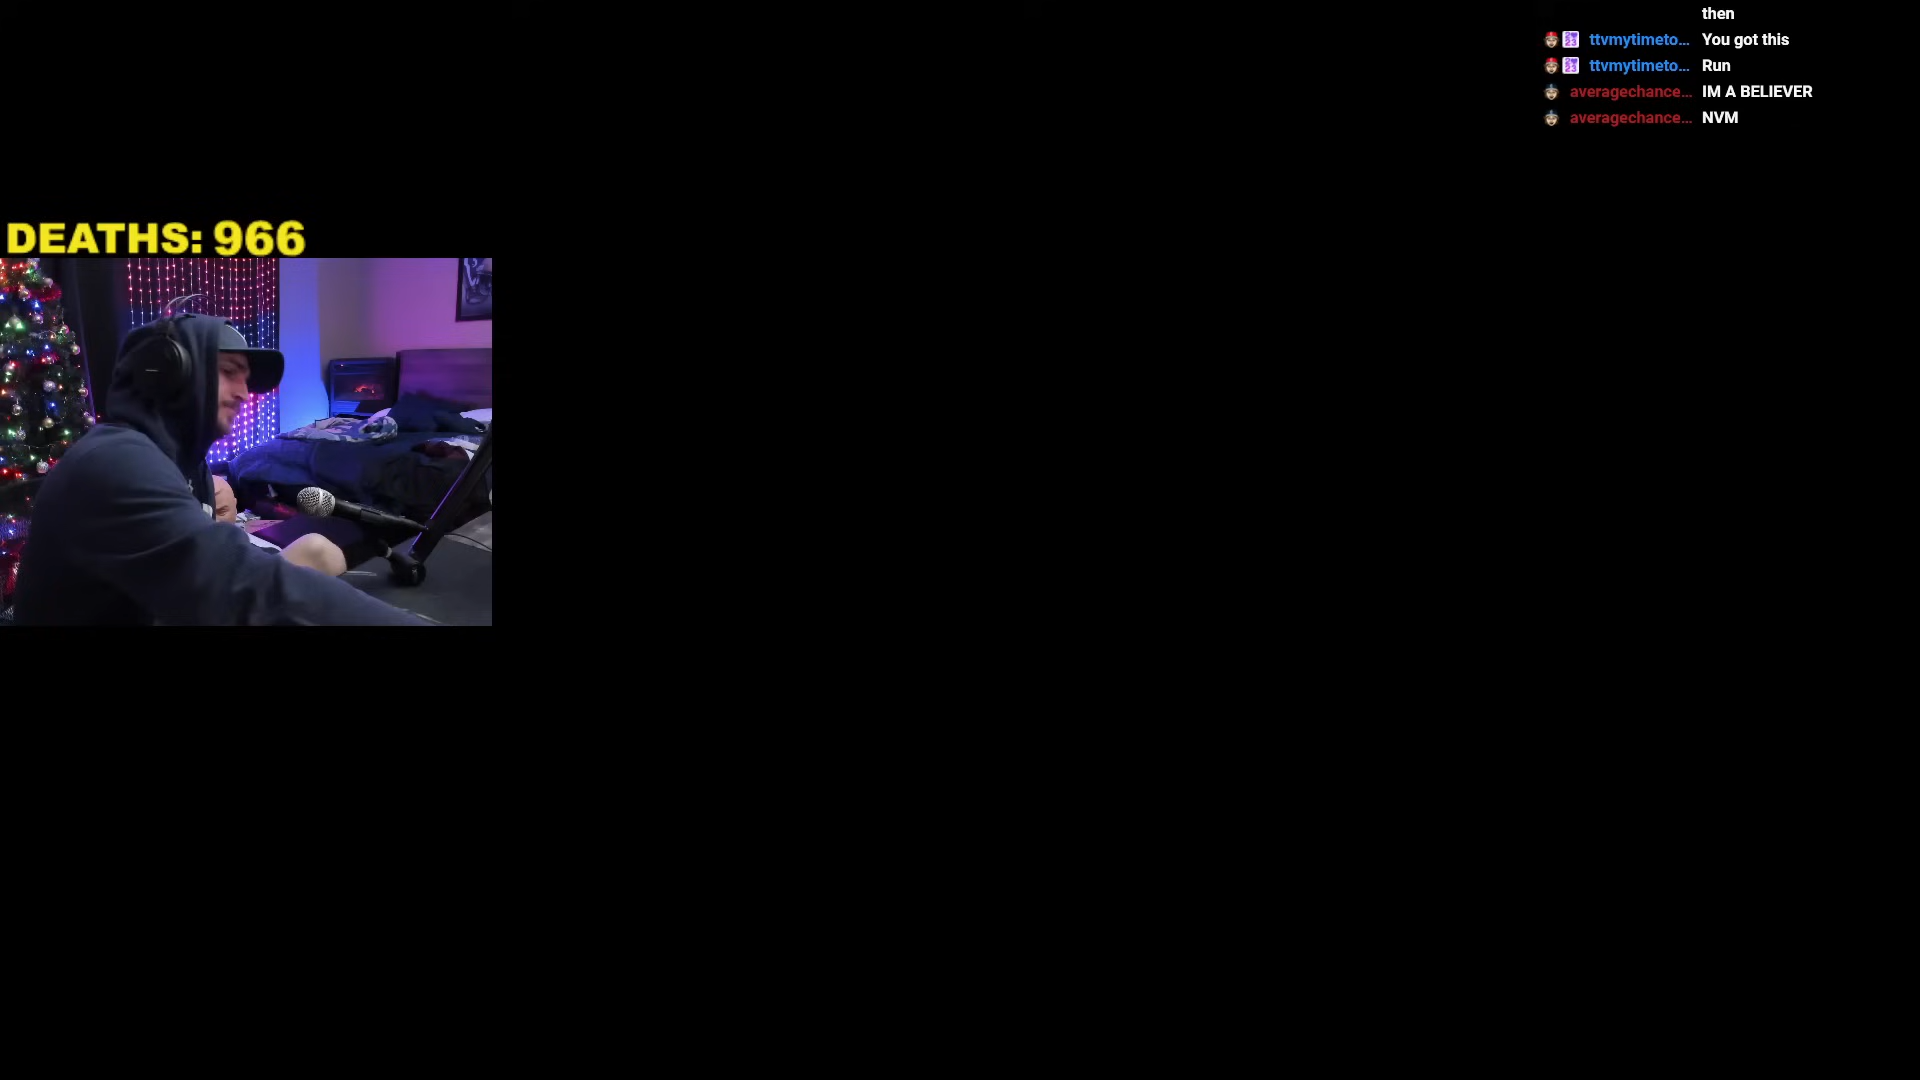 then
ttvmytimeto... You got this
ttvmytimeto... Run
averagechance... IM A BELIEVER
averagechance... NVM
DEATHS: 966